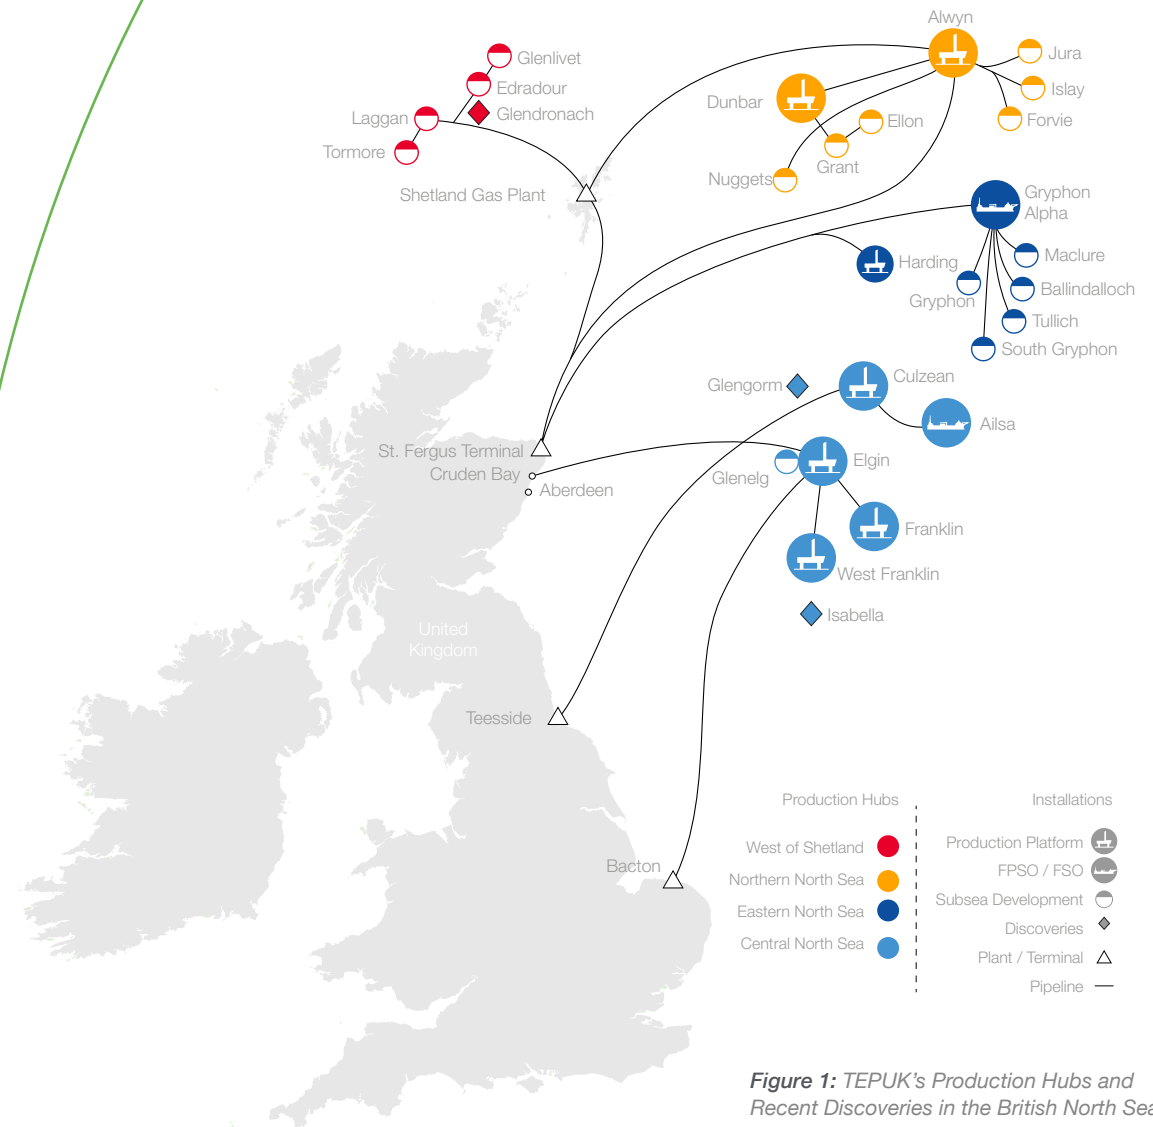 Alwyn
Glenlivet
Jura
Edradour
Islay
Dunbar
Glendronach
Laggan
Ellon
Forvie
Tormore
Grant
Nuggets
Shetland Gas Plant
Gryphon
Alpha
Maclure
Harding
Ballindalloch
Gryphon
Tullich
South Gryphon
Culzean
Glengorm
Ailsa
St. Fergus Terminal
Elgin
Cruden Bay
Glenelg
Aberdeen
Franklin
West Franklin
Isabella
United
Kingdom
Teesside
Bacton
Production Hubs
West of Shetland
Northern North Sea
Eastern North Sea
Central North Sea
Installations
Production Platform
FPSO / FSO
Subsea Development
Discoveries
Plant / Terminal
Pipeline
Figure 1: TEPUK's Production Hubs and
Recent Discoveries in the British North Sea